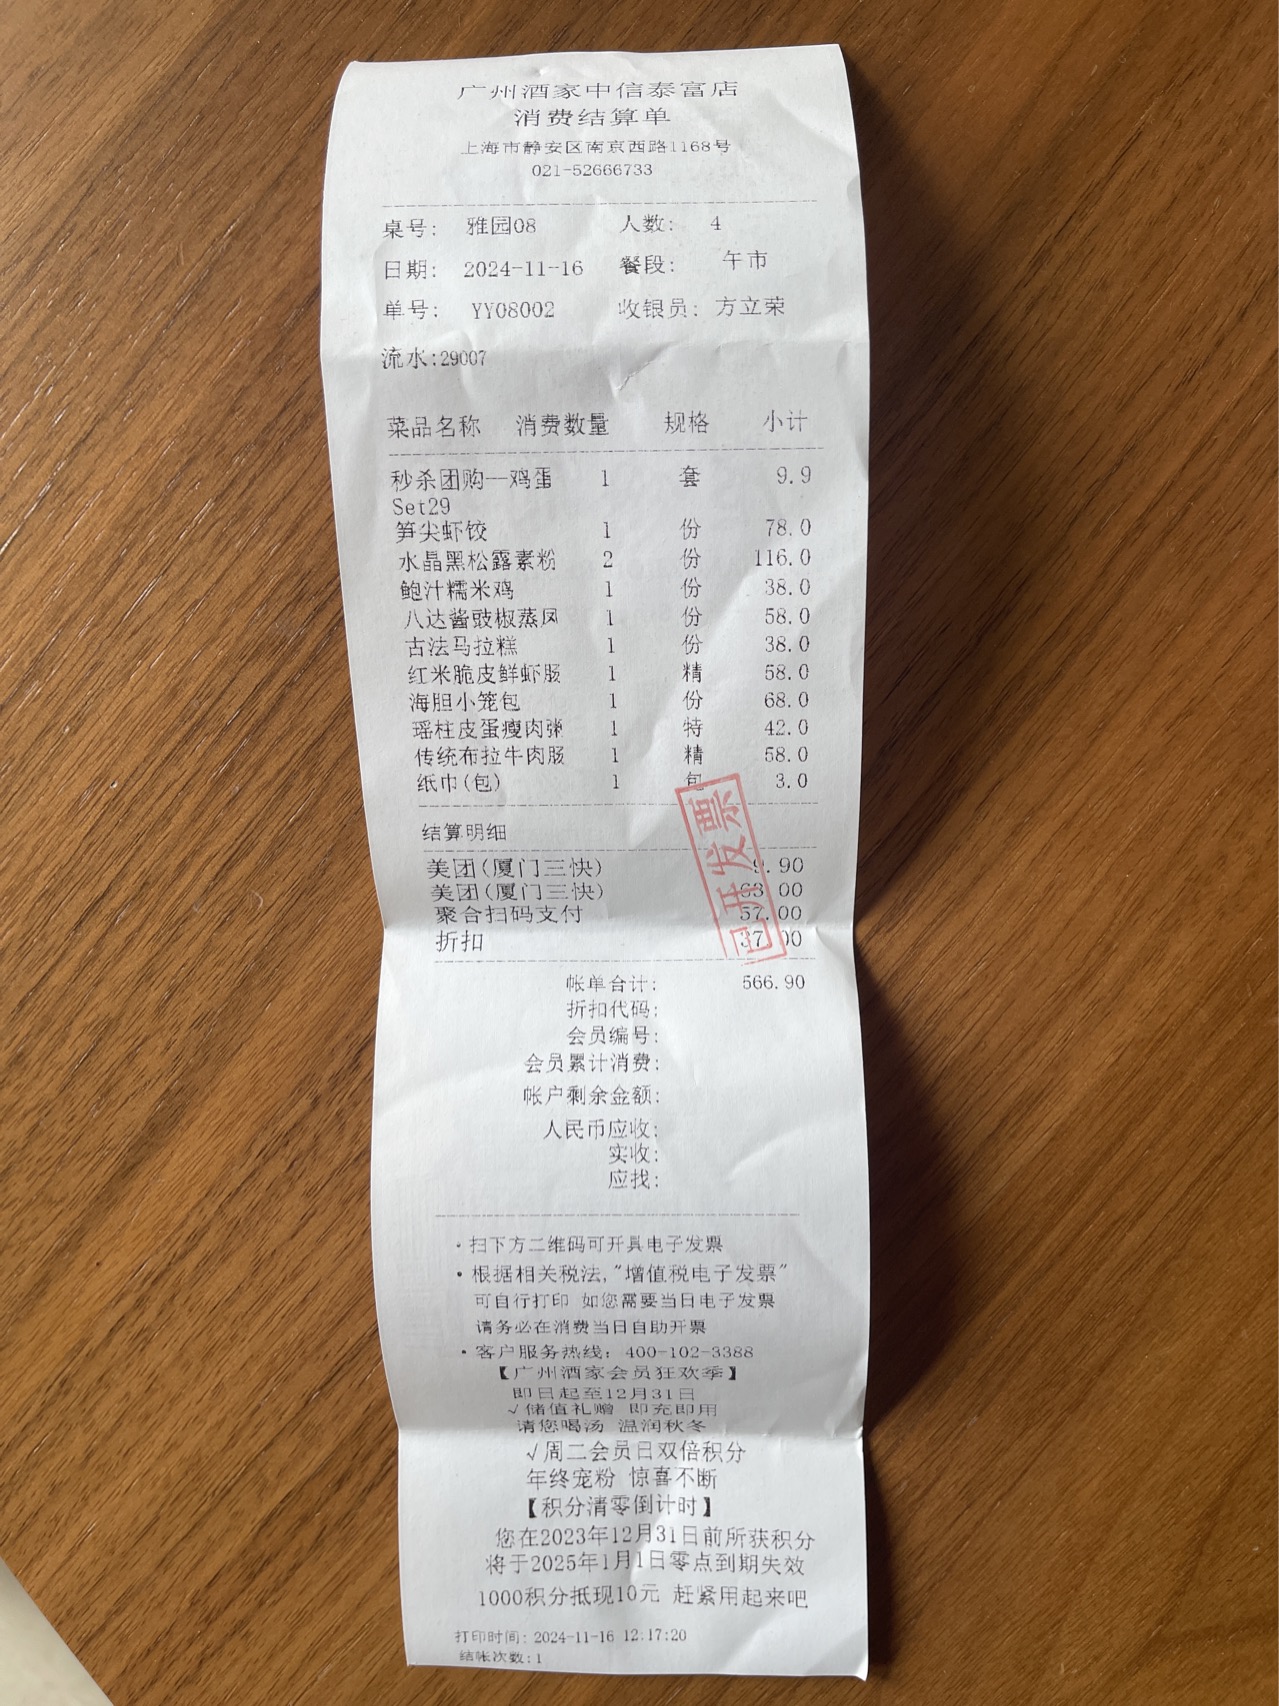 广州酒家中信泰富店
消费结算单
上海市静安区南京西路1168号
021-52666733
桌号: 雅园08 人数: 4
日期: 2024-11-16 餐段: 午市
单号: YY08002 收银员: 方立荣
流水:29007
菜品名称 消费数量 规格 小计
秒杀团购—鸡蛋 1 套 9.9
Set29
笋尖虾饺 1 份 78.0
水晶黑松露素粉 2 份 116.0
鲍汁糯米鸡 1 份 38.0
八达酱豉椒蒸凤 1 份 58.0
古法马拉糕 1 份 38.0
红米脆皮鲜虾肠 1 精 58.0
海胆小笼包 1 份 68.0
瑶柱皮蛋瘦肉粥 1 特 42.0
传统布拉牛肉肠 1 精 58.0
纸巾(包) 1 包 3.0
结算明细
美团(厦门三快) 9.90
美团(厦门三快) 63.00
聚合扫码支付 57.00
折扣 37.00
已开发票
帐单合计: 566.90
折扣代码:
会员编号:
会员累计消费:
帐户剩余金额:
人民币应收:
实收:
应找:
·扫下方二维码可开具电子发票
·根据相关税法,"增值税电子发票"
可自行打印 如您需要当日电子发票
请务必在消费当日自助开票
·客户服务热线: 400-102-3388
【广州酒家会员狂欢季】
即日起至12月31日
√储值礼赠 即充即用
请您喝汤 温润秋冬
√周二会员日双倍积分
年终宠粉 惊喜不断
【积分清零倒计时】
您在2023年12月31日前所获积分
将于2025年1月1日零点到期失效
1000积分抵现10元 赶紧用起来吧
打印时间: 2024-11-16 12:17:20
结帐次数:1